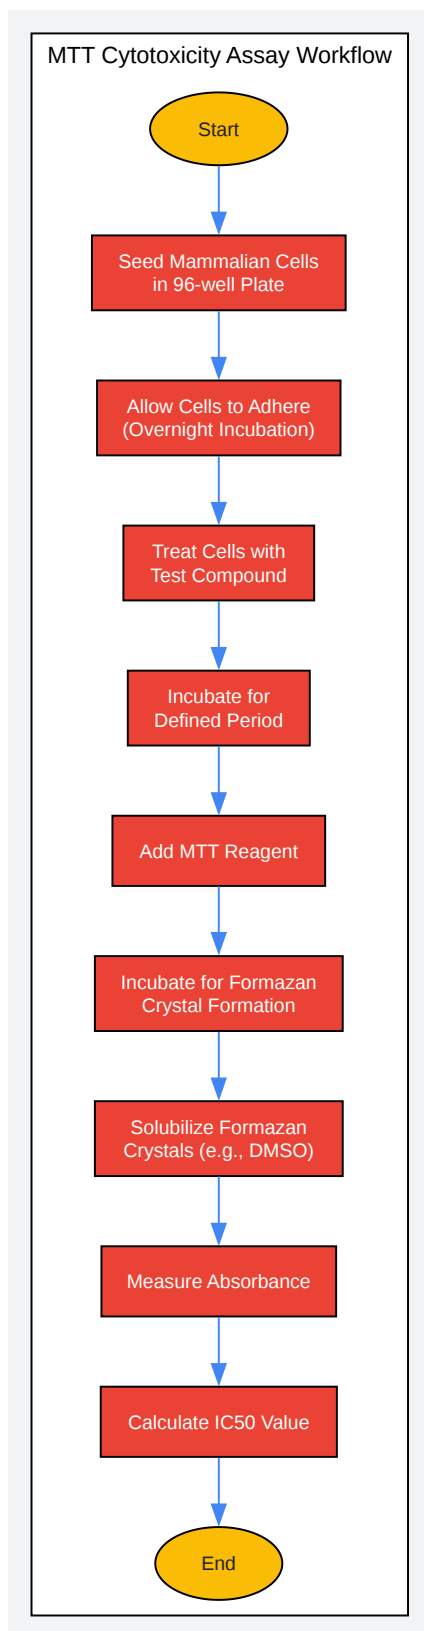 MTT Cytotoxicity Assay Workflow
Start
Seed Mammalian Cells
in 96-well Plate
Allow Cells to Adhere
(Overnight Incubation)
Treat Cells with
Test Compound
Incubate for
Defined Period
Add MTT Reagent
Incubate for Formazan
Crystal Formation
Solubilize Formazan
Crystals (e.g., DMSO)
Measure Absorbance
Calculate IC50 Value
End